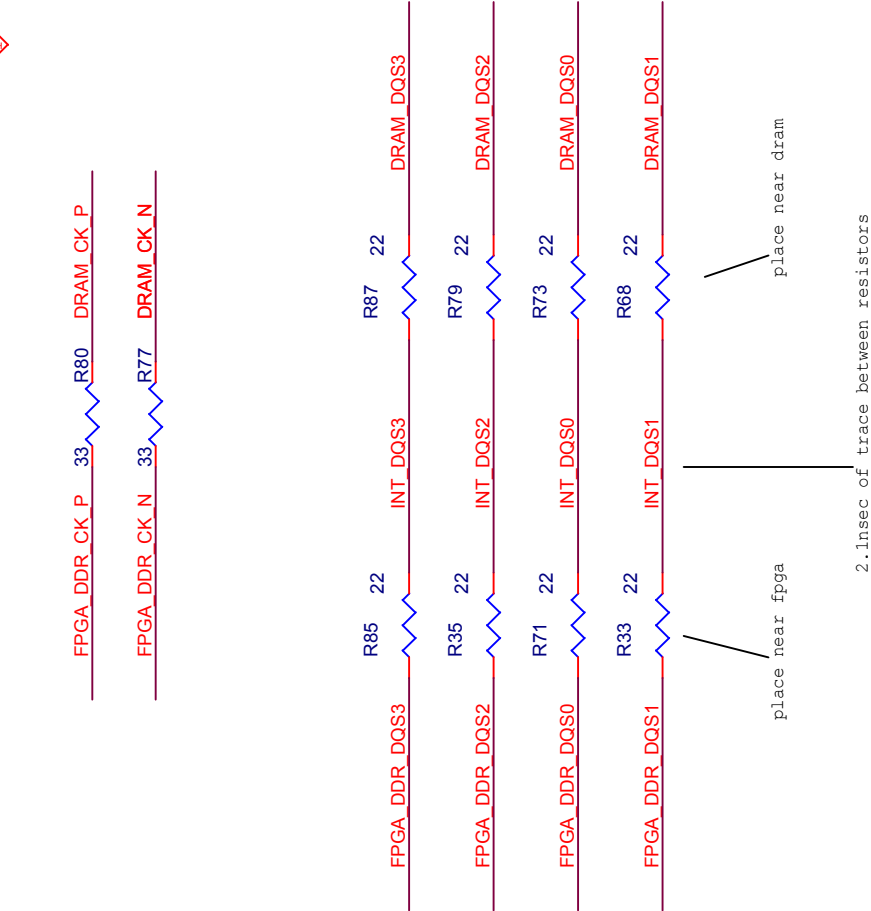 FPGA_DDR_CK_P 33 R80 DRAM_CK_P
FPGA_DDR_CK_N 33 R77 DRAM_CK_N
FPGA_DDR_DQS3 R85 22 INT_DQS3 R87 22 DRAM_DQS3
FPGA_DDR_DQS2 R35 22 INT_DQS2 R79 22 DRAM_DQS2
FPGA_DDR_DQS0 R71 22 INT_DQS0 R73 22 DRAM_DQS0
FPGA_DDR_DQS1 R33 22 INT_DQS1 R68 22 DRAM_DQS1
place near fpga
place near dram
2.1nsec of trace between resistors